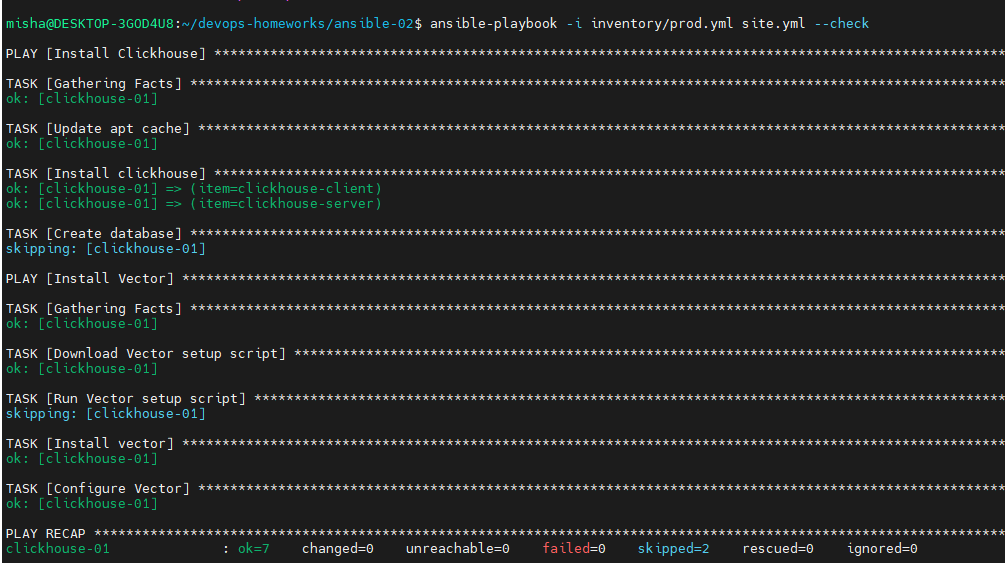 misha@DESKTOP-3GOD4U8:~/devops-homeworks/ansible-02$ ansible-playbook -i inventory/prod.yml site.yml --check
PLAY [Install Clickhouse] ***************************************************************************************************
TASK [Gathering Facts] ******************************************************************************************************
ok: [clickhouse-01]
TASK [Update apt cache] *****************************************************************************************************
ok: [clickhouse-01]
TASK [Install clickhouse] ***************************************************************************************************
ok: [clickhouse-01] => (item=clickhouse-client)
ok: [clickhouse-01] => (item=clickhouse-server)
TASK [Create database] ******************************************************************************************************
skipping: [clickhouse-01]
PLAY [Install Vector] *******************************************************************************************************
TASK [Gathering Facts] ******************************************************************************************************
ok: [clickhouse-01]
TASK [Download Vector setup script] *****************************************************************************************
ok: [clickhouse-01]
TASK [Run Vector setup script] **********************************************************************************************
skipping: [clickhouse-01]
TASK [Install vector] *******************************************************************************************************
ok: [clickhouse-01]
TASK [Configure Vector] *****************************************************************************************************
ok: [clickhouse-01]
PLAY RECAP ******************************************************************************************************************
clickhouse-01              : ok=7    changed=0    unreachable=0    failed=0    skipped=2    rescued=0    ignored=0